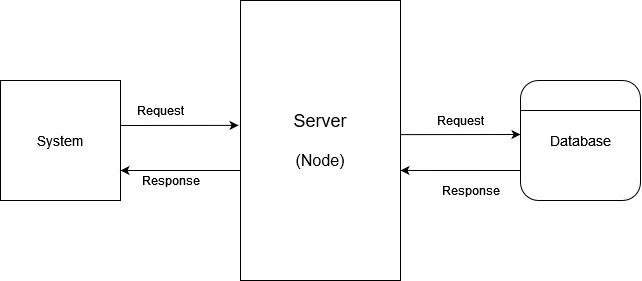 System
Request
Response
Server
(Node)
Request
Response
Database